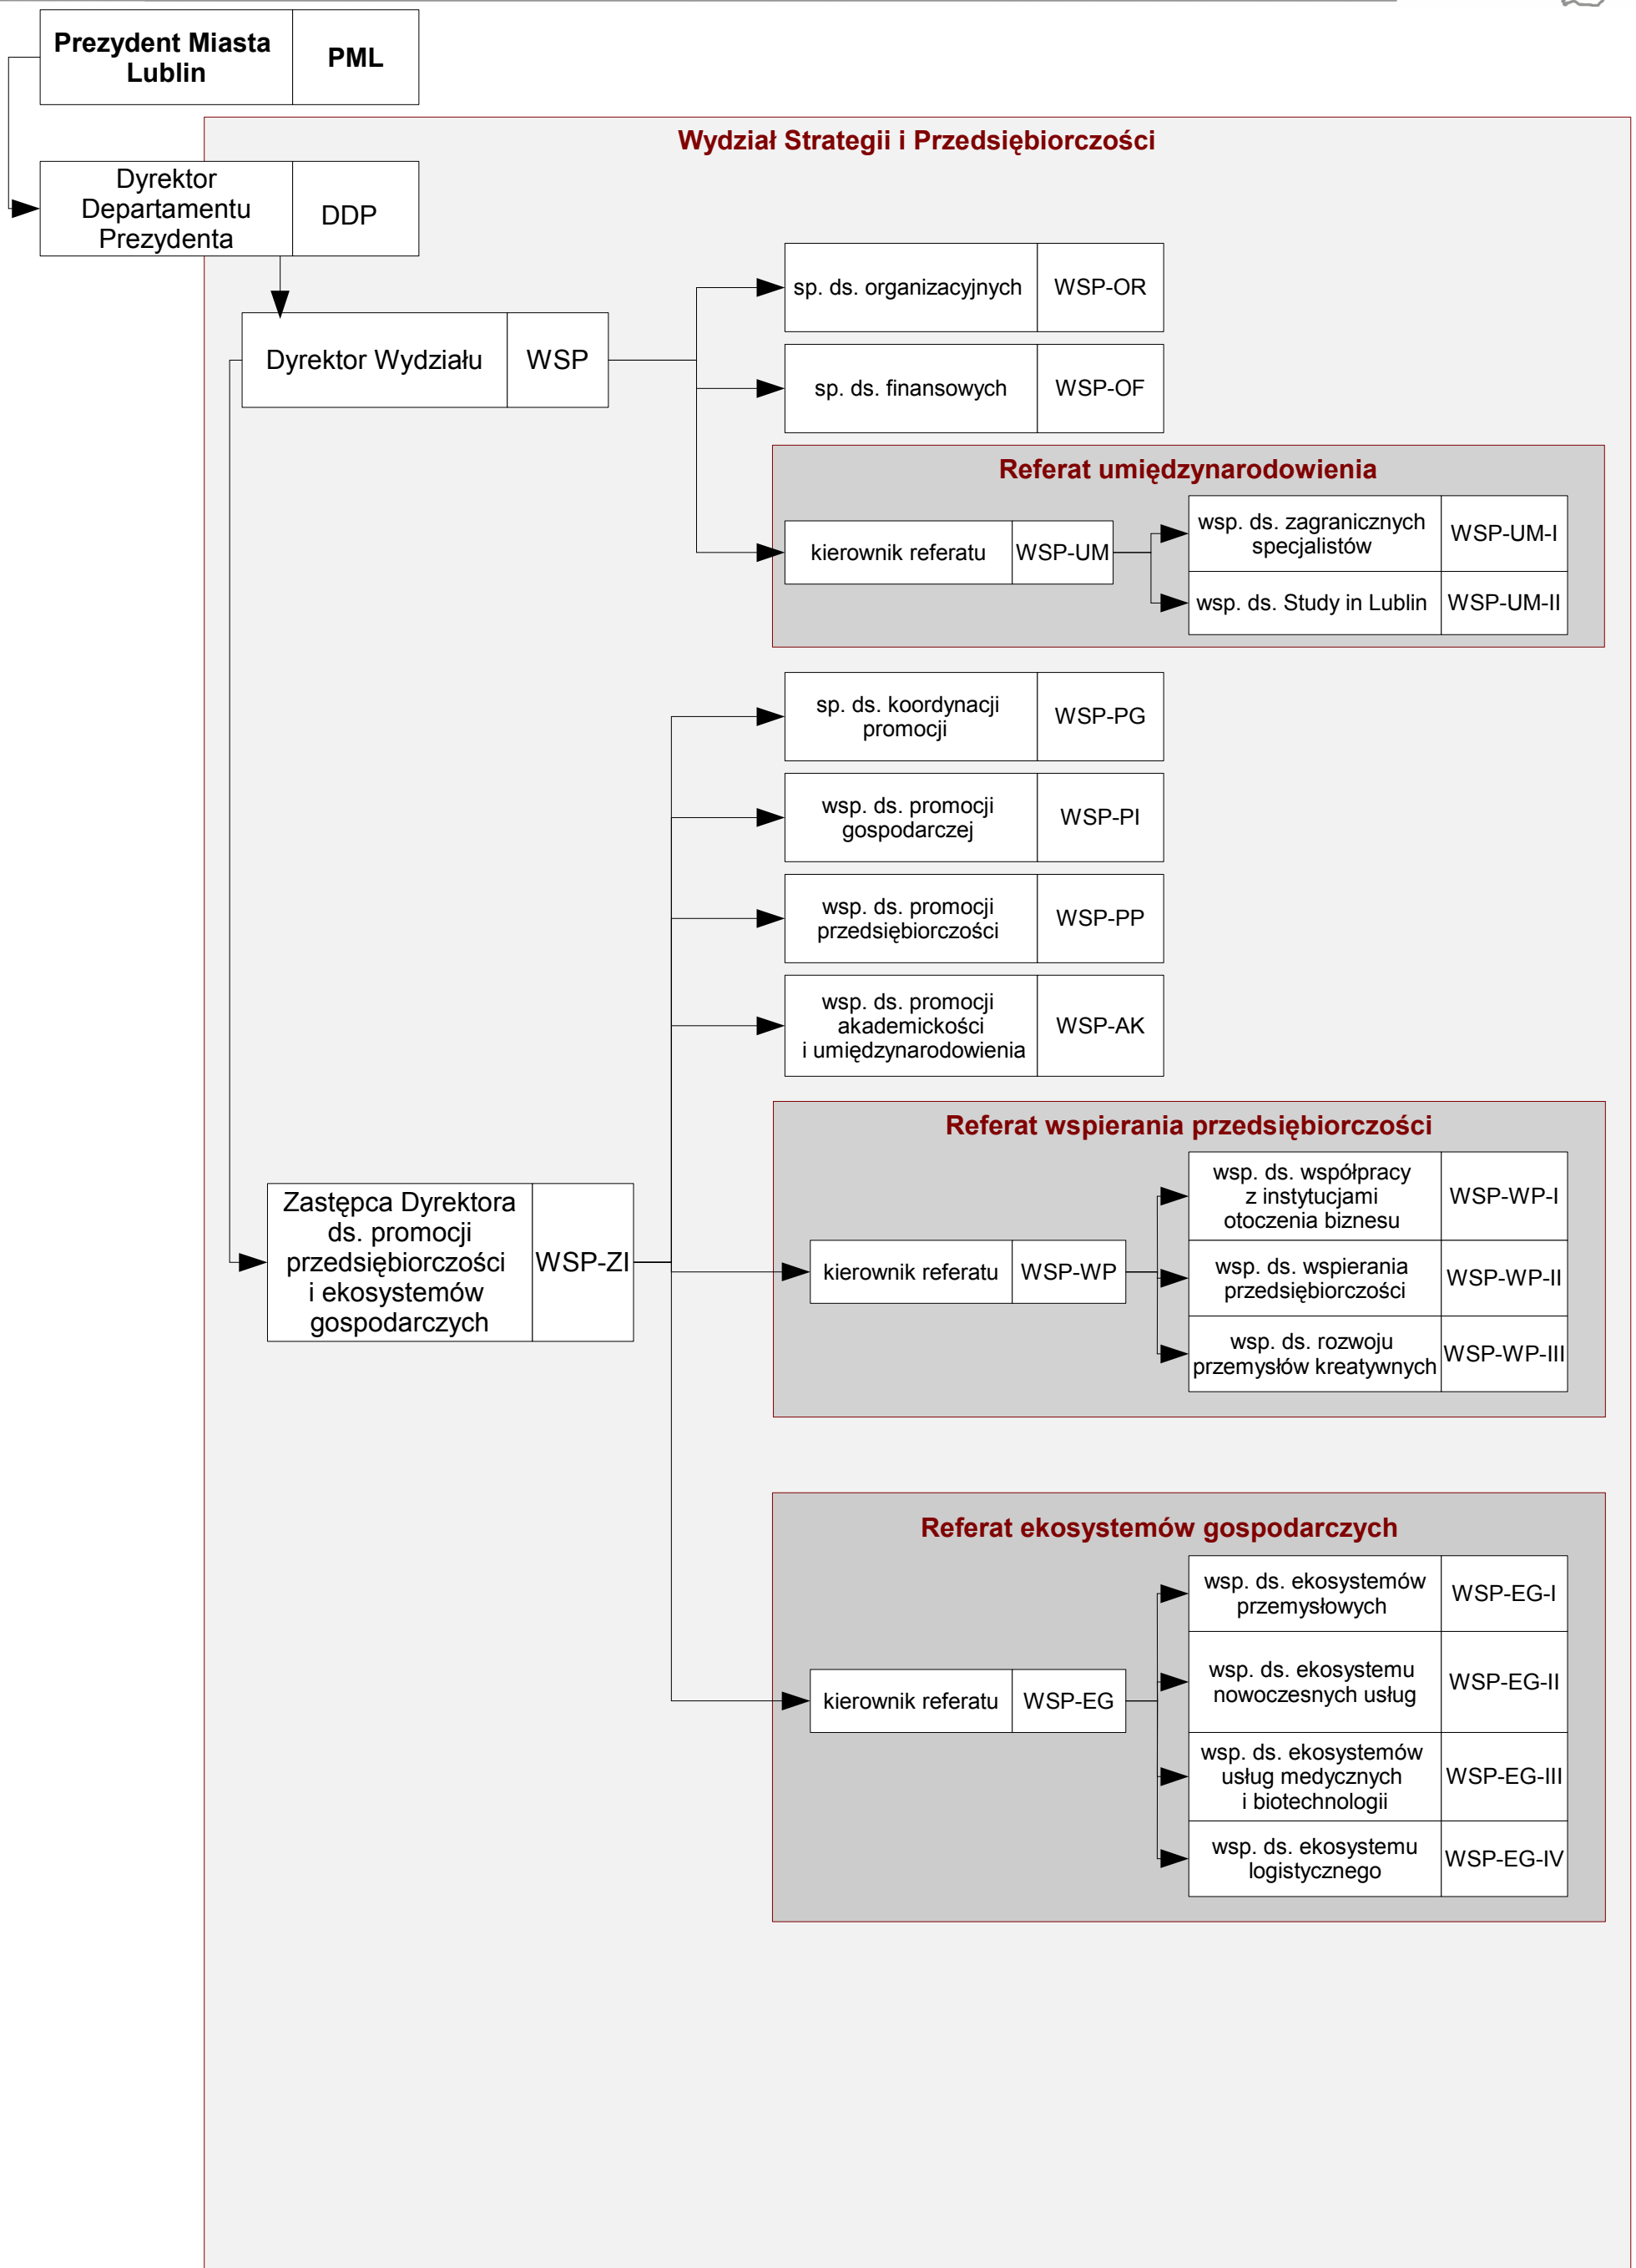 Prezydent Miasta
Lublin
PML
Wydział Strategii i Przedsiębiorczości
Dyrektor
Departamentu
Prezydenta
DDP
sp. ds. organizacyjnych
WSP-OR
Dyrektor Wydziału
WSP
sp. ds. finansowych
WSP-OF
Referat umiędzynarodowienia
kierownik referatu
WSP-UM
wsp. ds. zagranicznych
specjalistów
WSP-UM-I
wsp. ds. Study in Lublin
WSP-UM-II
sp. ds. koordynacji
promocji
WSP-PG
wsp. ds. promocji
gospodarczej
WSP-PI
wsp. ds. promocji
przedsiębiorczości
WSP-PP
wsp. ds. promocji
akademickości
i umiędzynarodowienia
WSP-AK
Zastępca Dyrektora
ds. promocji
przedsiębiorczości
i ekosystemów
gospodarczych
WSP-ZI
Referat wspierania przedsiębiorczości
kierownik referatu
WSP-WP
wsp. ds. współpracy
z instytucjami
otoczenia biznesu
WSP-WP-I
wsp. ds. wspierania
przedsiębiorczości
WSP-WP-II
wsp. ds. rozwoju
przemysłów kreatywnych
WSP-WP-III
Referat ekosystemów gospodarczych
kierownik referatu
WSP-EG
wsp. ds. ekosystemów
przemysłowych
WSP-EG-I
wsp. ds. ekosystemu
nowoczesnych usług
WSP-EG-II
wsp. ds. ekosystemów
usług medycznych
i biotechnologii
WSP-EG-III
wsp. ds. ekosystemu
logistycznego
WSP-EG-IV